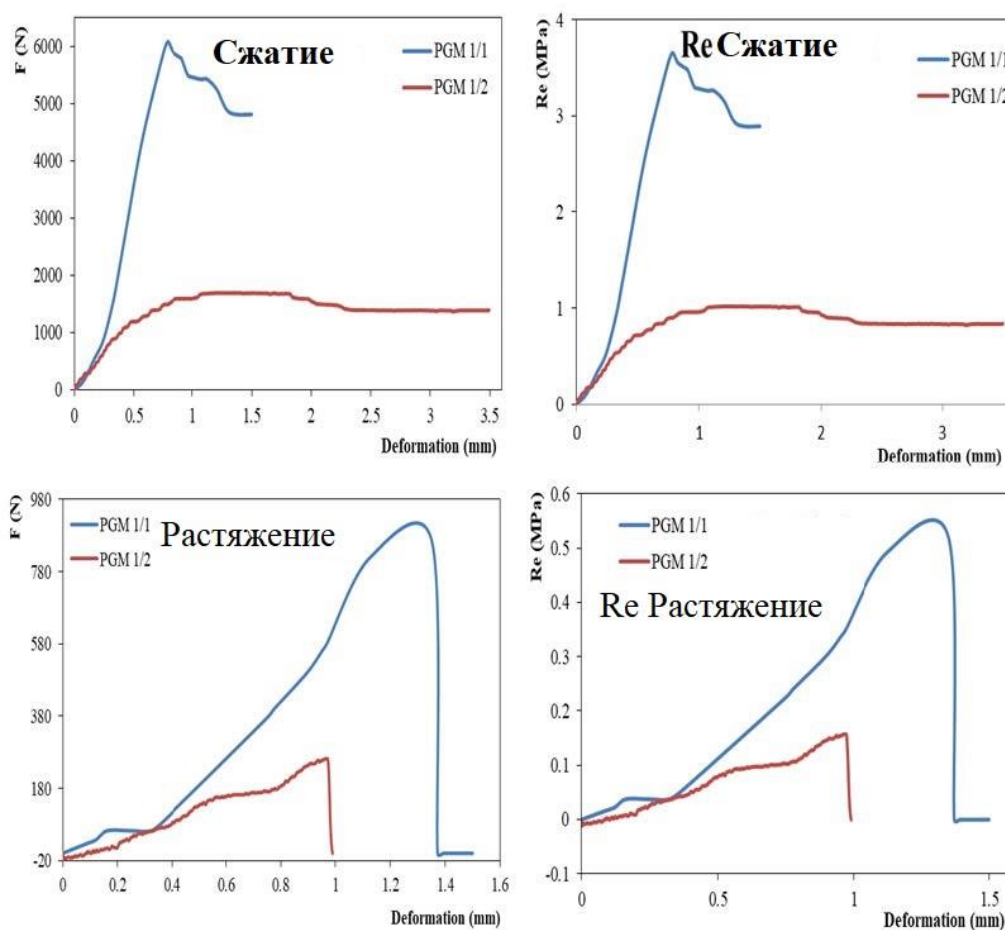 F (N)
Сжатие
PGM 1/1
PGM 1/2
6000
5000
4000
3000
2000
1000
0
0 0.5 1 1.5 2 2.5 3 3.5
Deformation (mm)
Re (MPa)
Re Сжатие
PGM 1/1
PGM 1/2
4
3
2
1
0
0 1 2 3
Deformation (mm)
F (N)
PGM 1/1
PGM 1/2
Растяжение
980
780
580
380
180
-20
0 0.2 0.4 0.6 0.8 1 1.2 1.4 1.6
Deformation (mm)
Re (MPa)
PGM 1/1
PGM 1/2
Re Растяжение
0.6
0.5
0.4
0.3
0.2
0.1
0
-0.1
0 0.5 1 1.5
Deformation (mm)